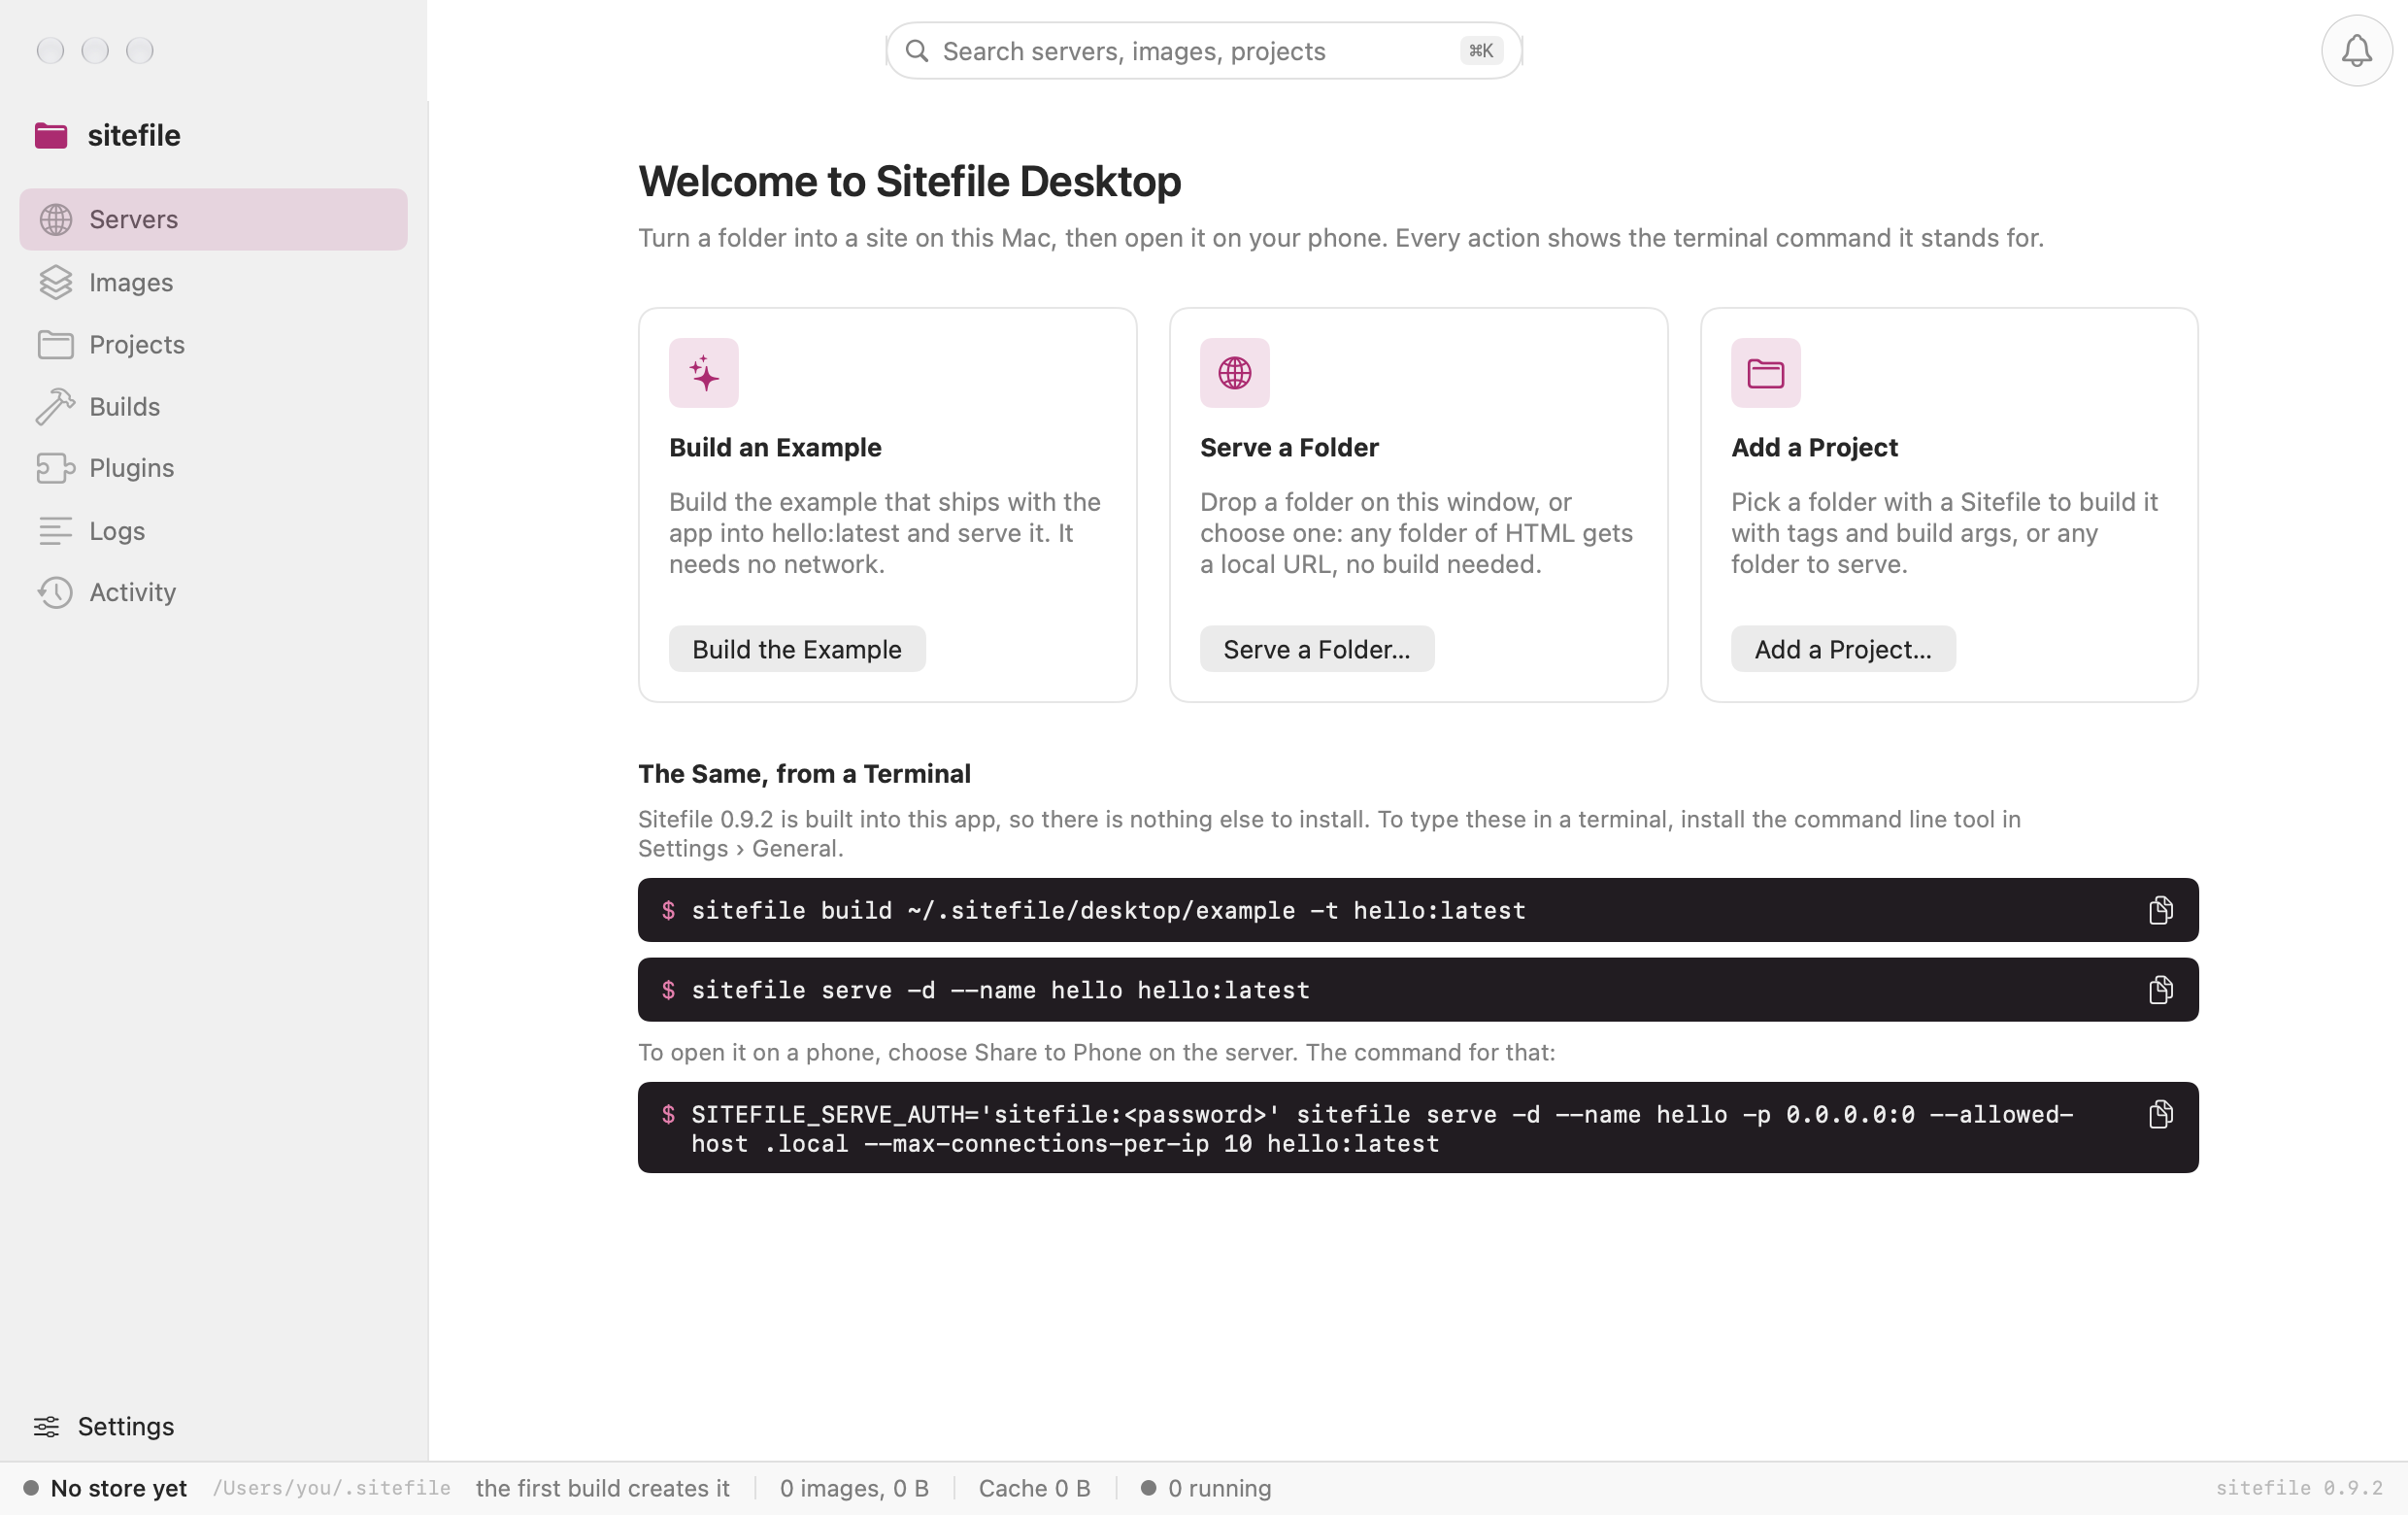 Search servers, images, projects ⌘K
sitefile
Servers
Images
Projects
Builds
Plugins
Logs
Activity
Settings
Welcome to Sitefile Desktop
Turn a folder into a site on this Mac, then open it on your phone. Every action shows the terminal command it stands for.
Build an Example
Build the example that ships with the
app into hello:latest and serve it. It
needs no network.
Build the Example
Serve a Folder
Drop a folder on this window, or
choose one: any folder of HTML gets
a local URL, no build needed.
Serve a Folder...
Add a Project
Pick a folder with a Sitefile to build it
with tags and build args, or any
folder to serve.
Add a Project...
The Same, from a Terminal
Sitefile 0.9.2 is built into this app, so there is nothing else to install. To type these in a terminal, install the command line tool in
Settings › General.
$ sitefile build ~/.sitefile/desktop/example -t hello:latest
$ sitefile serve -d --name hello hello:latest
To open it on a phone, choose Share to Phone on the server. The command for that:
$ SITEFILE_SERVE_AUTH='sitefile:<password>' sitefile serve -d --name hello -p 0.0.0.0:0 --allowed-
host .local --max-connections-per-ip 10 hello:latest
No store yet /Users/you/.sitefile the first build creates it 0 images, 0 B Cache 0 B 0 running sitefile 0.9.2